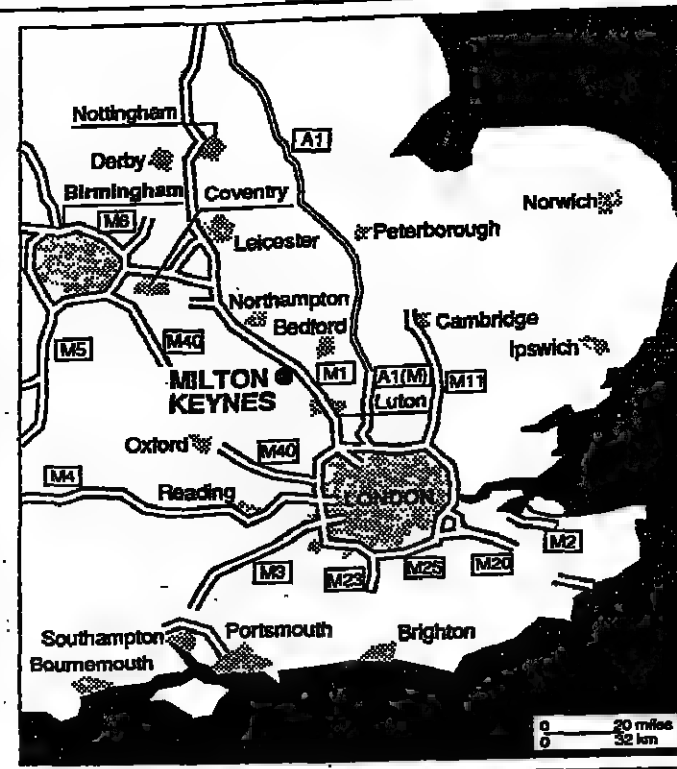 Nottingham
A1
Derby
Birmingham
Coventry
Norwich
M6
Leicester
Peterborough
Northampton
Bedford
Cambridge
Ipswich
M5
M40
M1
A1(M)
M11
MILTON
KEYNES
Luton
Oxford
M40
M4
Reading
LONDON
M3
M23
M25
M20
M2
Southampton
Portsmouth
Brighton
Bournemouth
0 20 miles
0 32 km